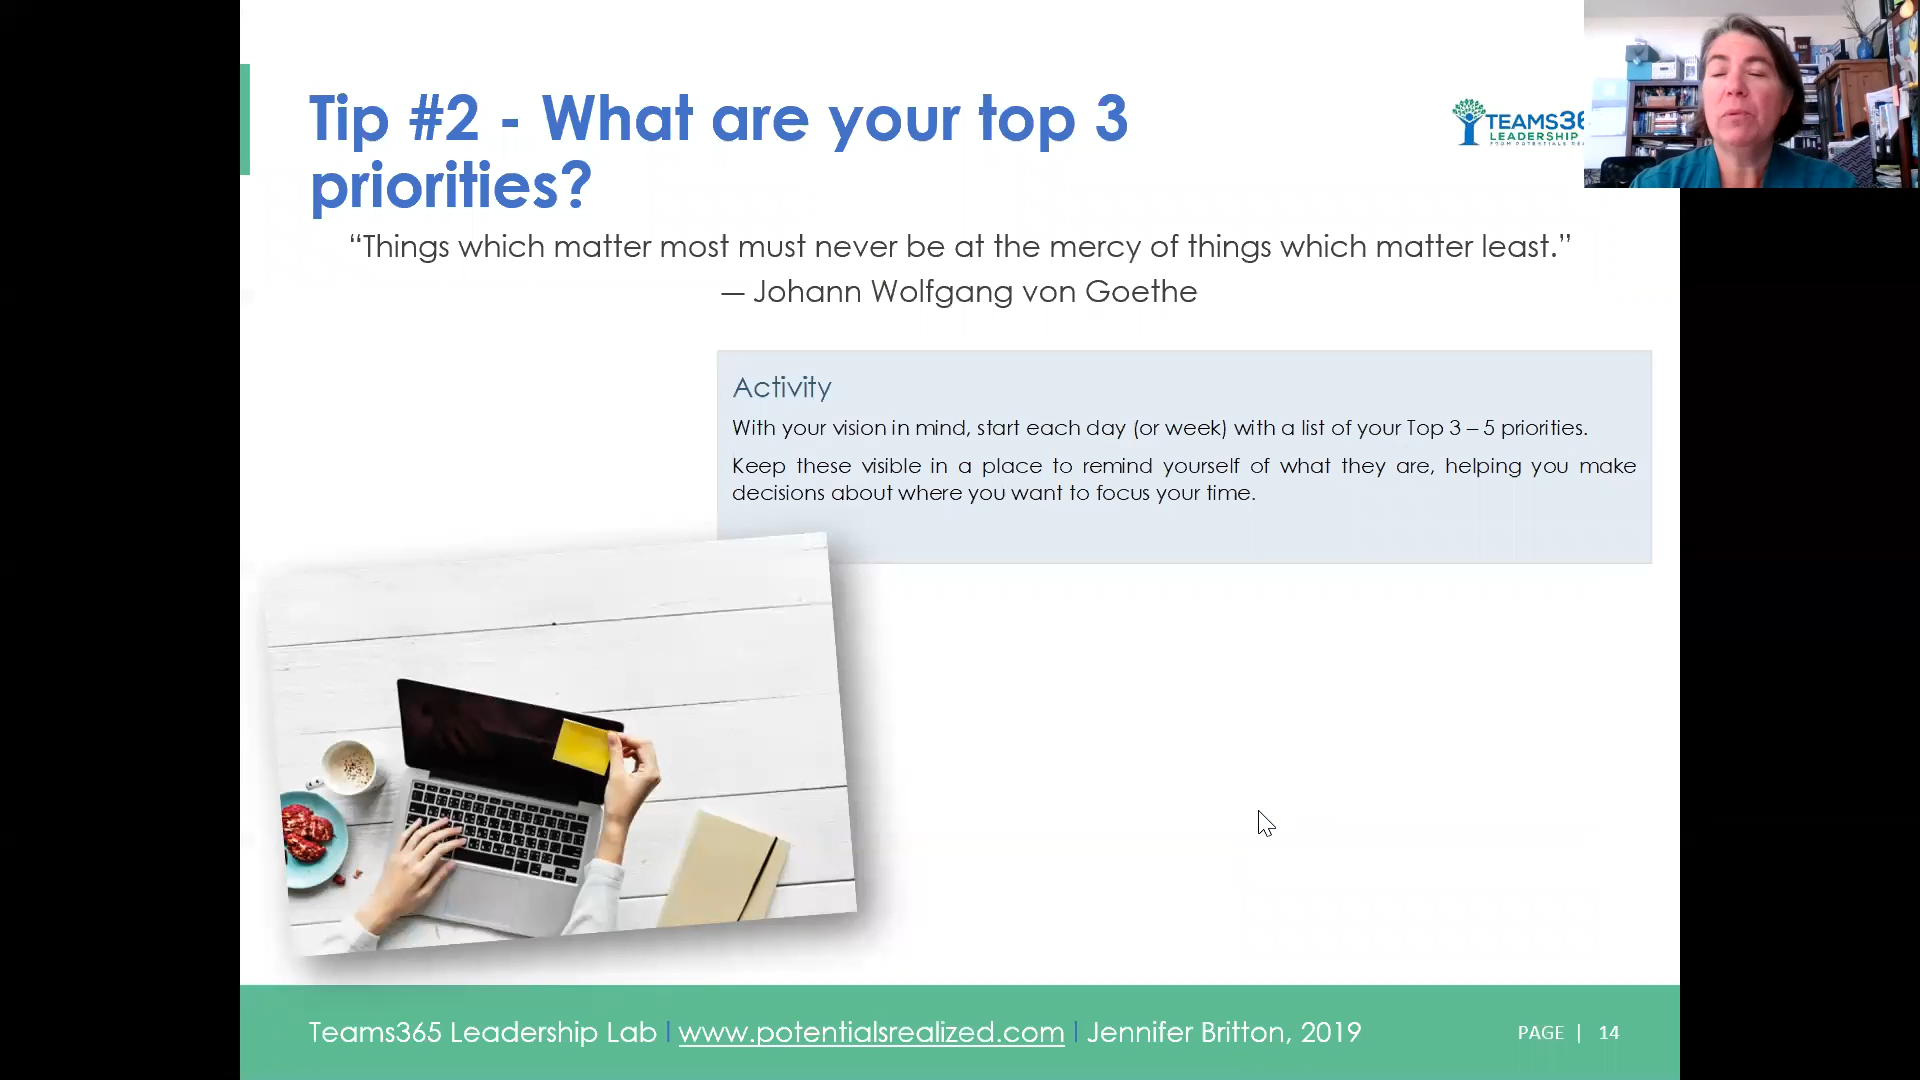 Tip #2 - What are your top 3
priorities?
TEAMS36
LEADERSHIP
“Things which matter most must never be at the mercy of things which matter least.”
― Johann Wolfgang von Goethe
Activity
With your vision in mind, start each day (or week) with a list of your Top 3 – 5 priorities.
Keep these visible in a place to remind yourself of what they are, helping you make
decisions about where you want to focus your time.
Teams365 Leadership Lab | www.potentialsrealized.com | Jennifer Britton, 2019
PAGE | 14